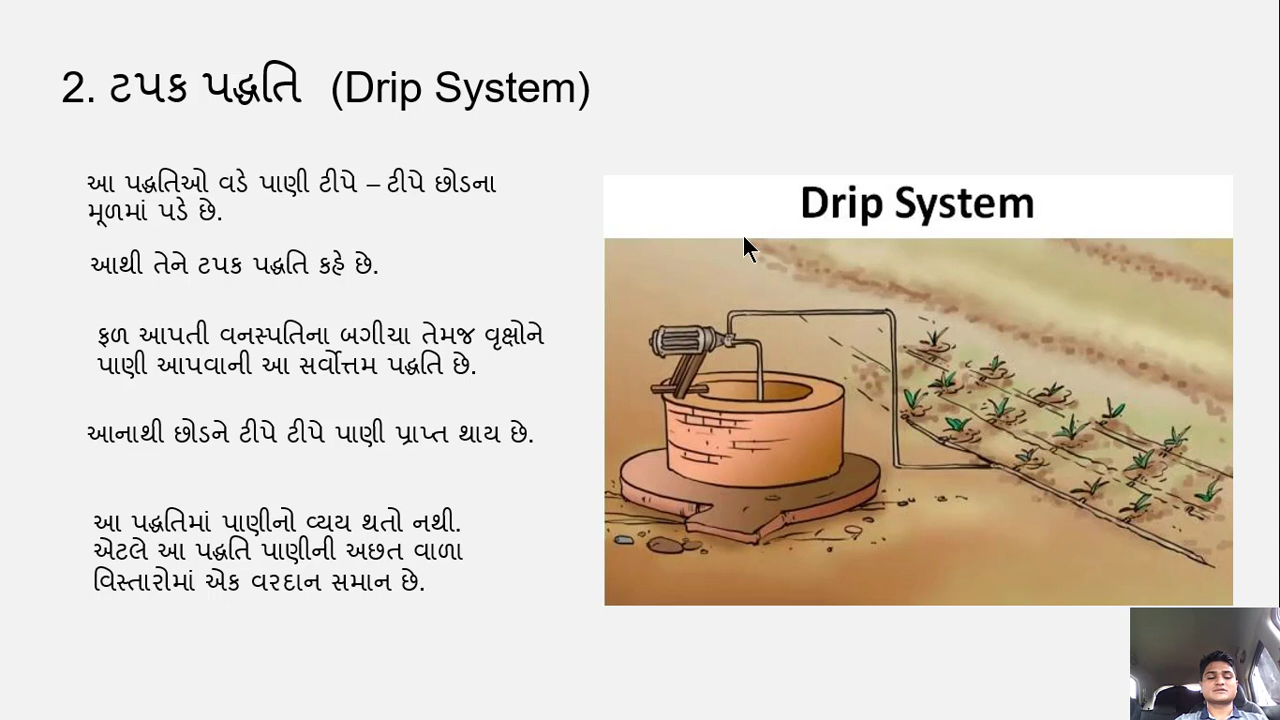 2. ટપક પદ્ધતિ (Drip System)
આ પદ્ધતિઓ વડે પાણી ટીપે – ટીપે છોડના
મૂળમાં પડે છે.
આથી તેને ટપક પદ્ધતિ કહે છે.
ફળ આપતી વનસ્પતિના બગીચા તેમજ વૃક્ષોને
પાણી આપવાની આ સર્વોત્તમ પદ્ધતિ છે.
આનાથી છોડને ટીપે ટીપે પાણી પ્રાપ્ત થાય છે.
આ પદ્ધતિમાં પાણીનો વ્યય થતો નથી.
એટલે આ પદ્ધતિ પાણીની અછત વાળા
વિસ્તારોમાં એક વરદાન સમાન છે.
Drip System